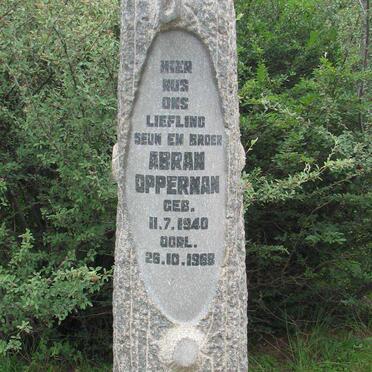 HIER
RUS
ONS
LIEFLING
SEUN EN BROER
ABRAM
OPPERMAN
GEB.
11.7.1940
OORL.
26.10.1968